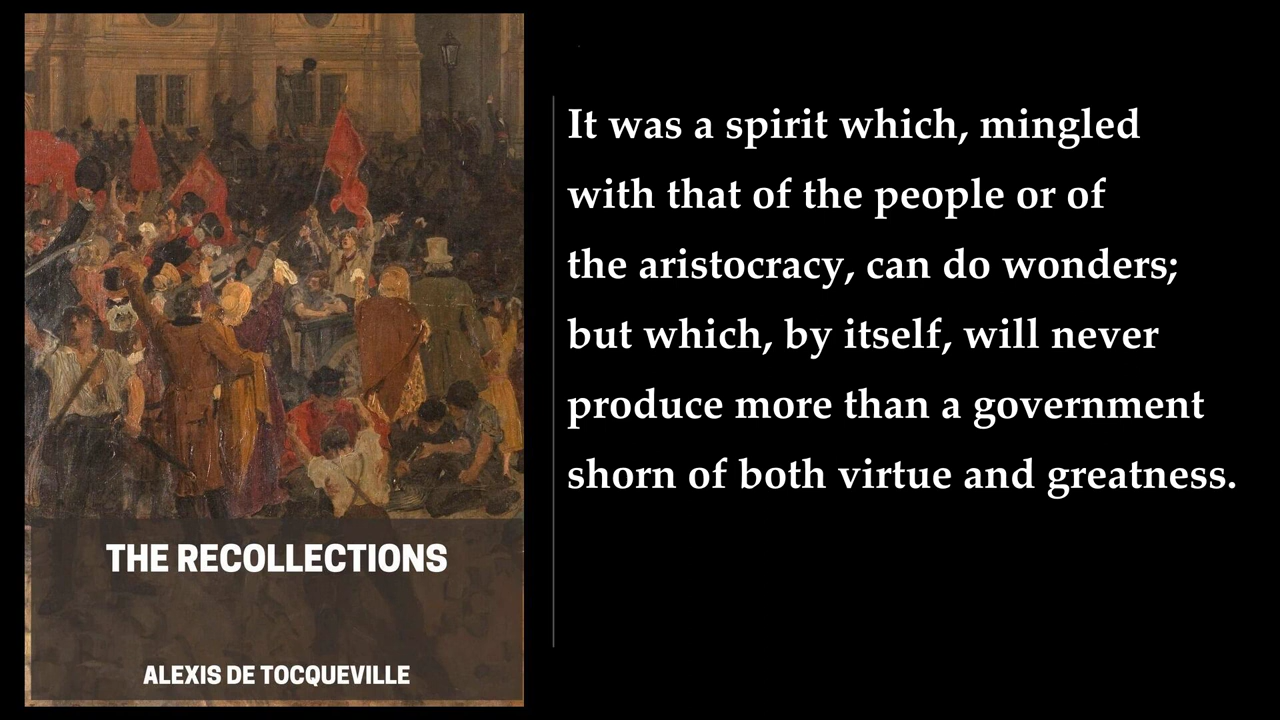 THE RECOLLECTIONS
ALEXIS DE TOCQUEVILLE
It was a spirit which, mingled
with that of the people or of
the aristocracy, can do wonders;
but which, by itself, will never
produce more than a government
shorn of both virtue and greatness.